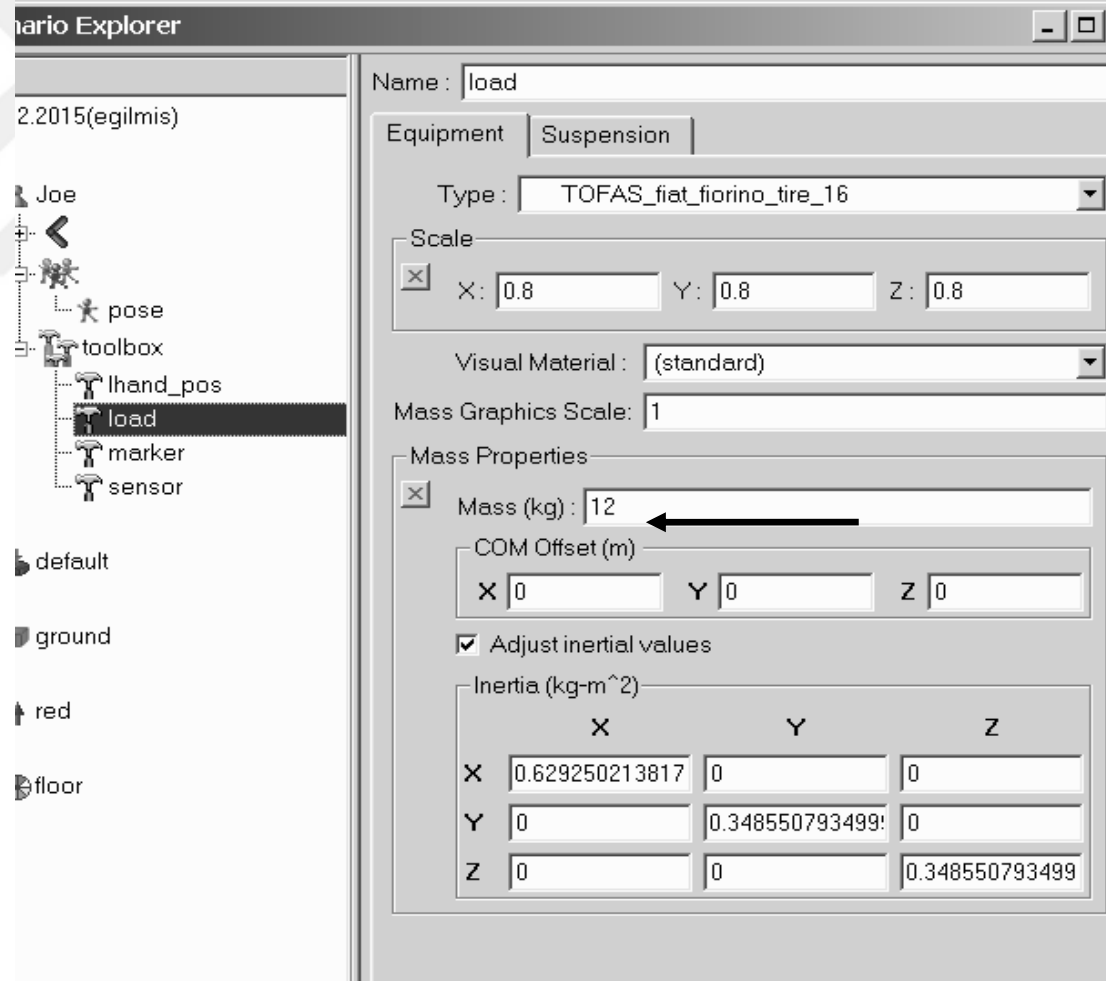 nario Explorer
2.2015(egilmis)
Joe
pose
toolbox
lhand_pos
load
marker
sensor
default
ground
red
floor
Name : load
Equipment Suspension
Type : TOFAS_fiat_fiorino_tire_16
Scale
X : 0.8 Y : 0.8 Z : 0.8
Visual Material : (standard)
Mass Graphics Scale: 1
Mass Properties
Mass (kg) : 12
COM Offset (m)
X 0 Y 0 Z 0
Adjust inertial values
Inertia (kg-m^2)
X Y Z
X 0.629250213817 0 0
Y 0 0.348550793499 0
Z 0 0 0.348550793499